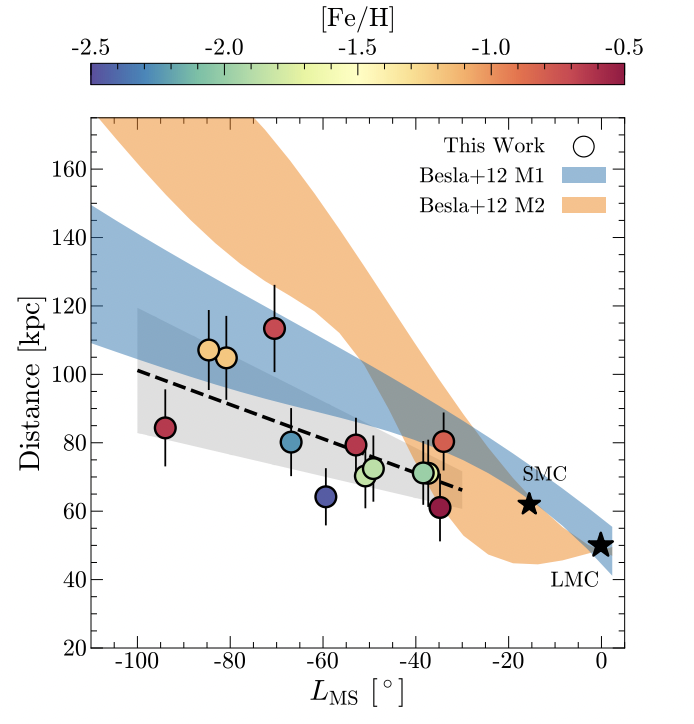 [Fe/H]
-2.5 -2.0 -1.5 -1.0 -0.5
This Work
Besla+12 M1
Besla+12 M2
160
140
120
100
80
60
40
20
Distance [kpc]
SMC
LMC
-100 -80 -60 -40 -20 0
L_MS [°]